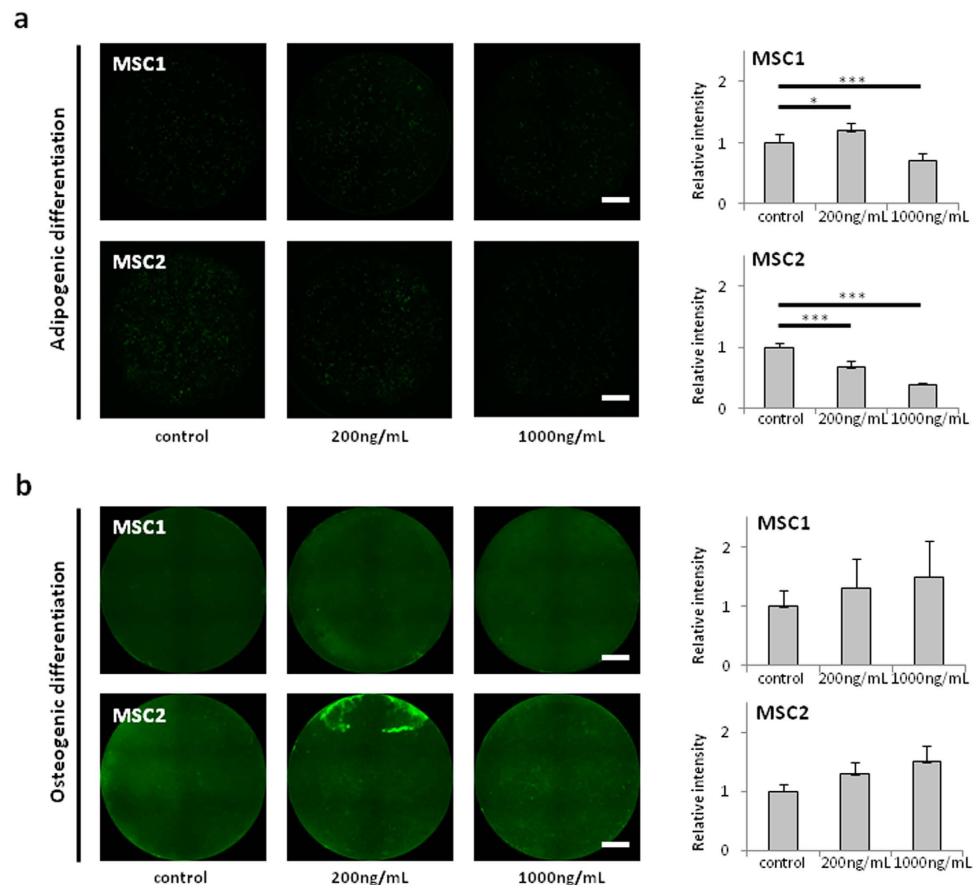 a
Adipogenic differentiation
MSC1
MSC2
control
200ng/mL
1000ng/mL
MSC1
Relative intensity
2
1
0
***
*
control
200ng/mL
1000ng/mL
MSC2
Relative intensity
2
1
0
***
***
control
200ng/mL
1000ng/mL
b
Osteogenic differentiation
MSC1
MSC2
control
200ng/mL
1000ng/mL
MSC1
Relative intensity
2
1
0
control
200ng/mL
1000ng/mL
MSC2
Relative intensity
2
1
0
control
200ng/mL
1000ng/mL